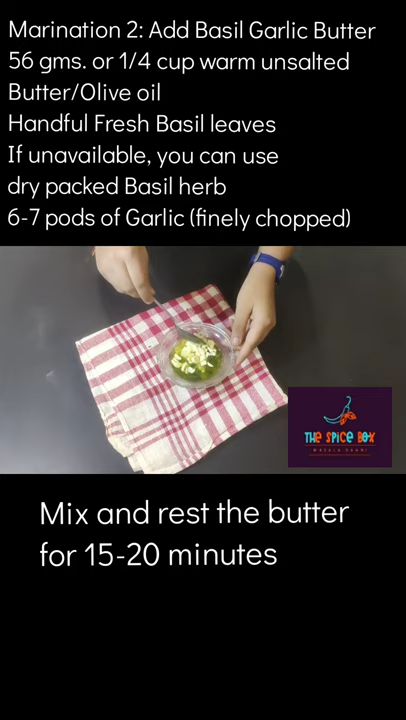 Marination 2: Add Basil Garlic Butter
56 gms. or 1/4 cup warm unsalted
Butter/Olive oil
Handful Fresh Basil leaves
If unavailable, you can use
dry packed Basil herb
6-7 pods of Garlic (finely chopped)
THE SPICE BOX
Mix and rest the butter
for 15-20 minutes